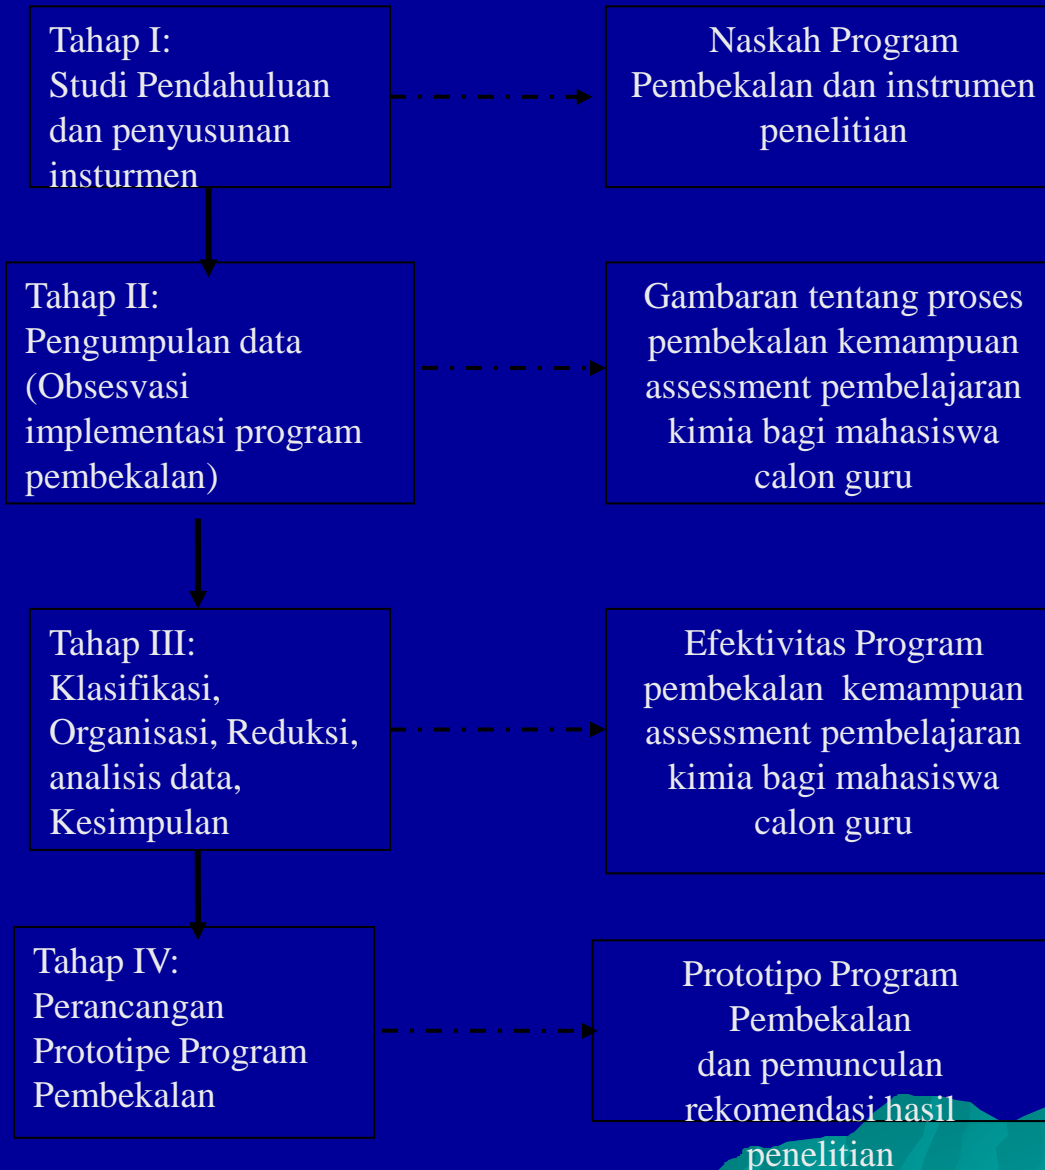 Tahap I:
Studi Pendahuluan
dan penyusunan
insturmen
Naskah Program
Pembekalan dan instrumen
penelitian
Tahap II:
Pengumpulan data
(Obsesvasi
implementasi program
pembekalan)
Gambaran tentang proses
pembekalan kemampuan
assessment pembelajaran
kimia bagi mahasiswa
calon guru
Tahap III:
Klasifikasi,
Organisasi, Reduksi,
analisis data,
Kesimpulan
Efektivitas Program
pembekalan kemampuan
assessment pembelajaran
kimia bagi mahasiswa
calon guru
Tahap IV:
Perancangan
Prototipe Program
Pembekalan
Prototipo Program
Pembekalan
dan pemunculan
rekomendasi hasil
penelitian